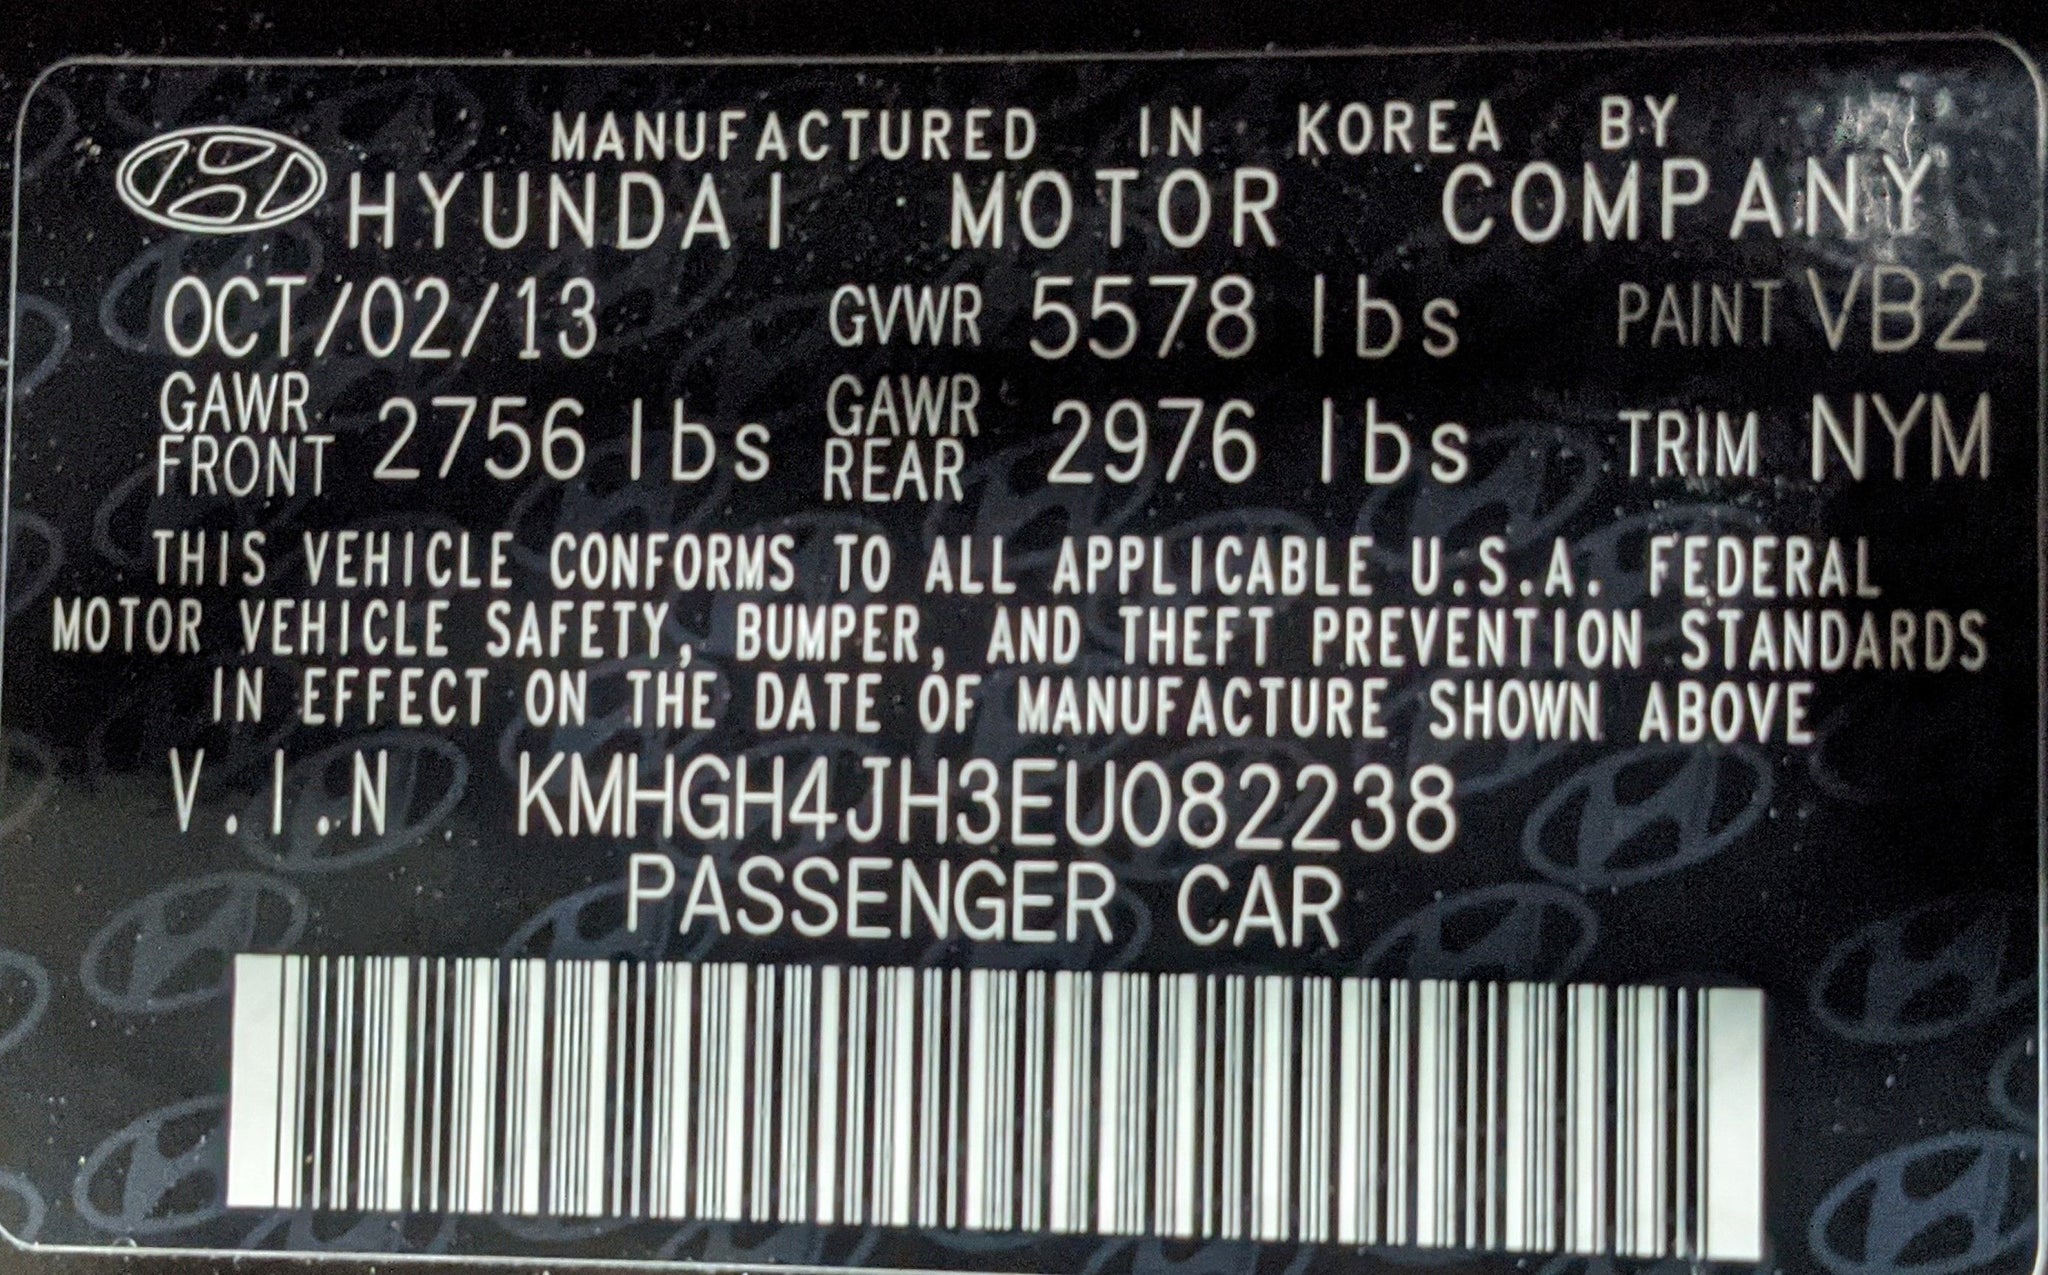 MANUFACTURED IN KOREA BY
HYUNDAI MOTOR COMPANY
OCT/02/13 GVWR 5578 lbs PAINT VB2
GAWR FRONT 2756 lbs GAWR REAR 2976 lbs TRIM NYM
THIS VEHICLE CONFORMS TO ALL APPLICABLE U.S.A. FEDERAL
MOTOR VEHICLE SAFETY, BUMPER, AND THEFT PREVENTION STANDARDS
IN EFFECT ON THE DATE OF MANUFACTURE SHOWN ABOVE
V.I.N KMHGH4JH3EU082238
PASSENGER CAR